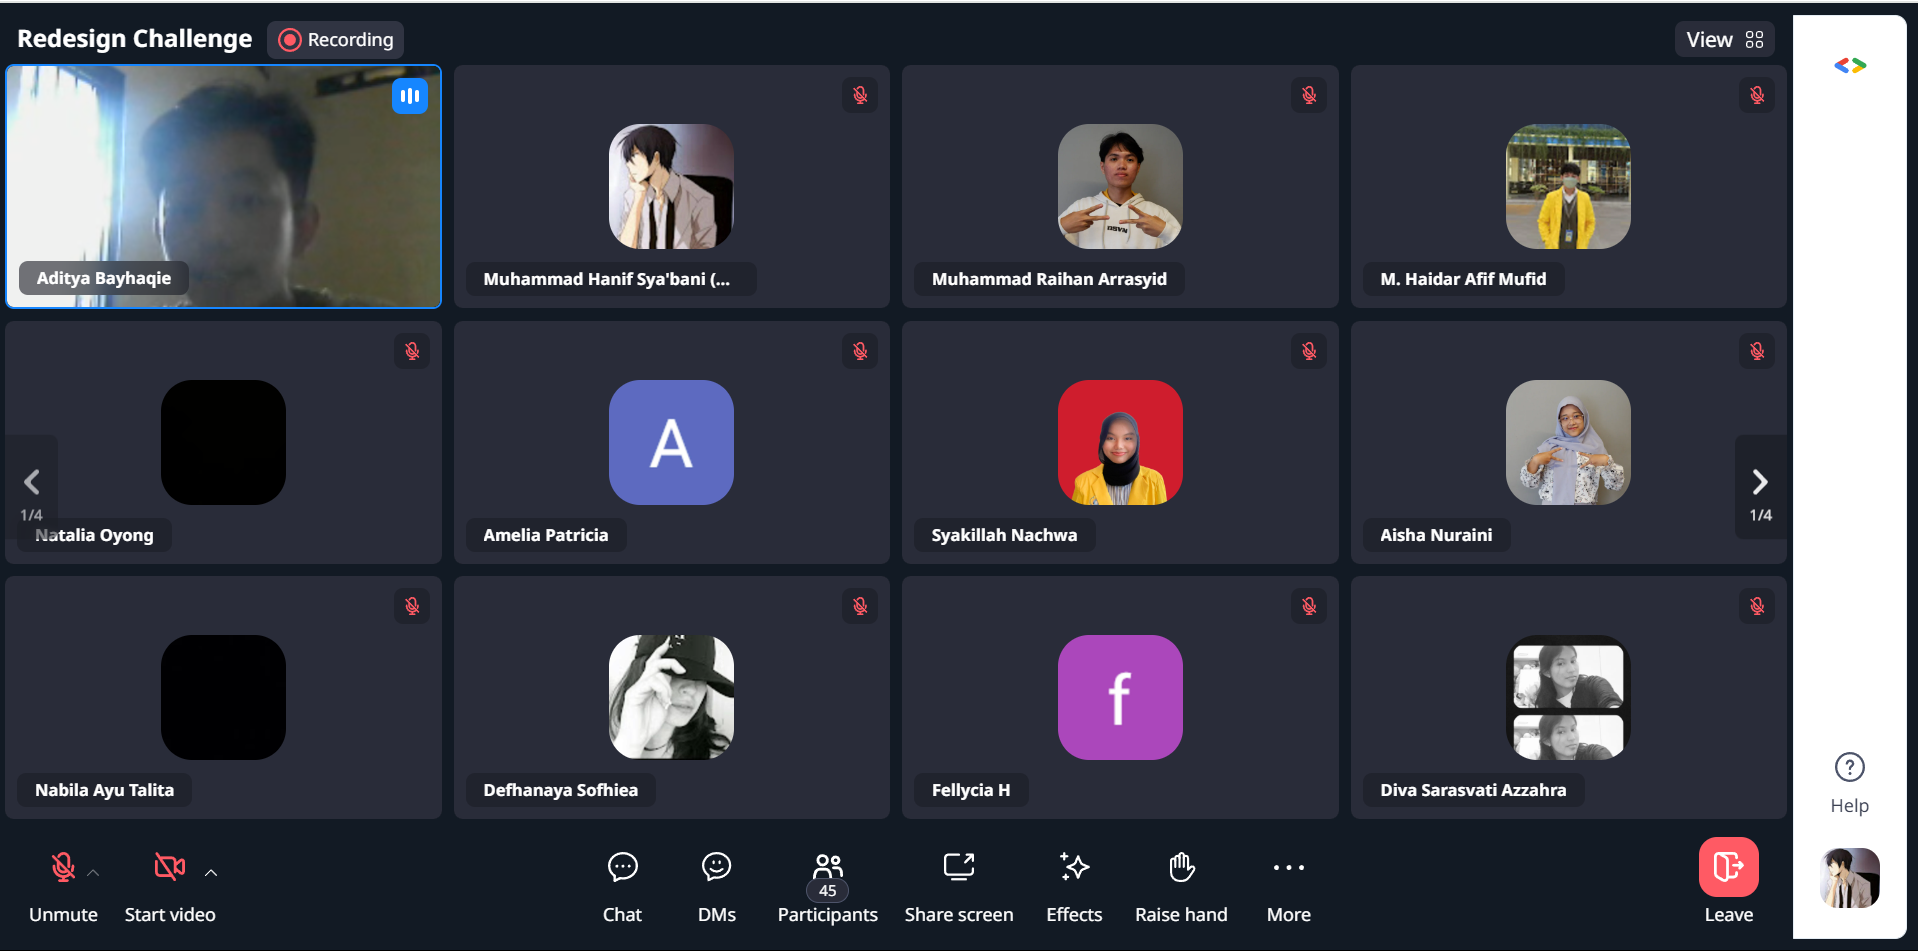 Redesign Challenge
Recording
View
Aditya Bayhaqie
Muhammad Hanif Sya'bani (...
Muhammad Raihan Arrasyid
M. Haidar Afif Mufid
1/4
Natalia Oyong
A
Amelia Patricia
Syakillah Nachwa
Aisha Nuraini
1/4
Nabila Ayu Talita
Defhanaya Sofhiea
f
Fellycia H
Diva Sarasvati Azzahra
Help
Unmute
Start video
Chat
DMs
45
Participants
Share screen
Effects
Raise hand
More
Leave